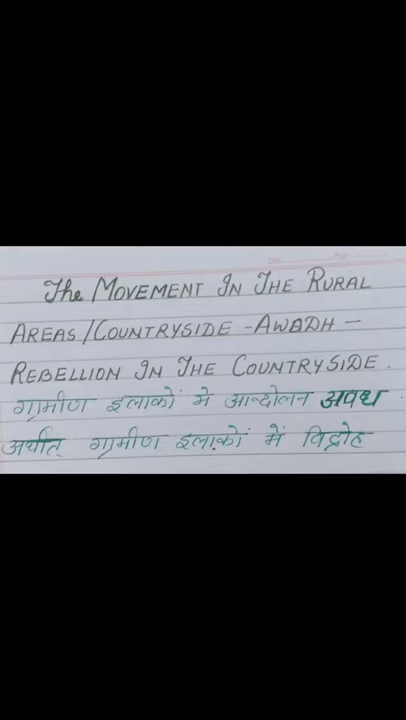 The MOVEMENT IN THE RURAL
AREAS/COUNTRYSIDE -AWADH -
REBELLION IN THE COUNTRYSIDE.
ग्रामीण इलाकों मे आन्दोलन अवध
अर्थात् ग्रामीण इलाकों में विद्रोह